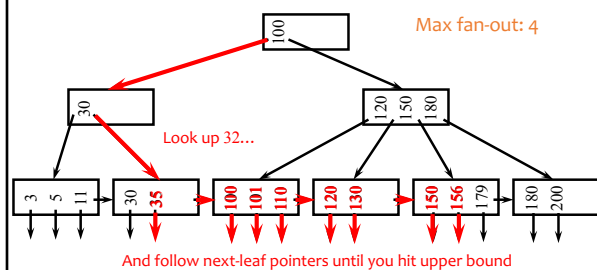 Max fan-out: 4
100
30
120 150 180
Look up 32...
3 5 11
30 35
100 101 110
120 130
150 156 179
180 200
And follow next-leaf pointers until you hit upper bound